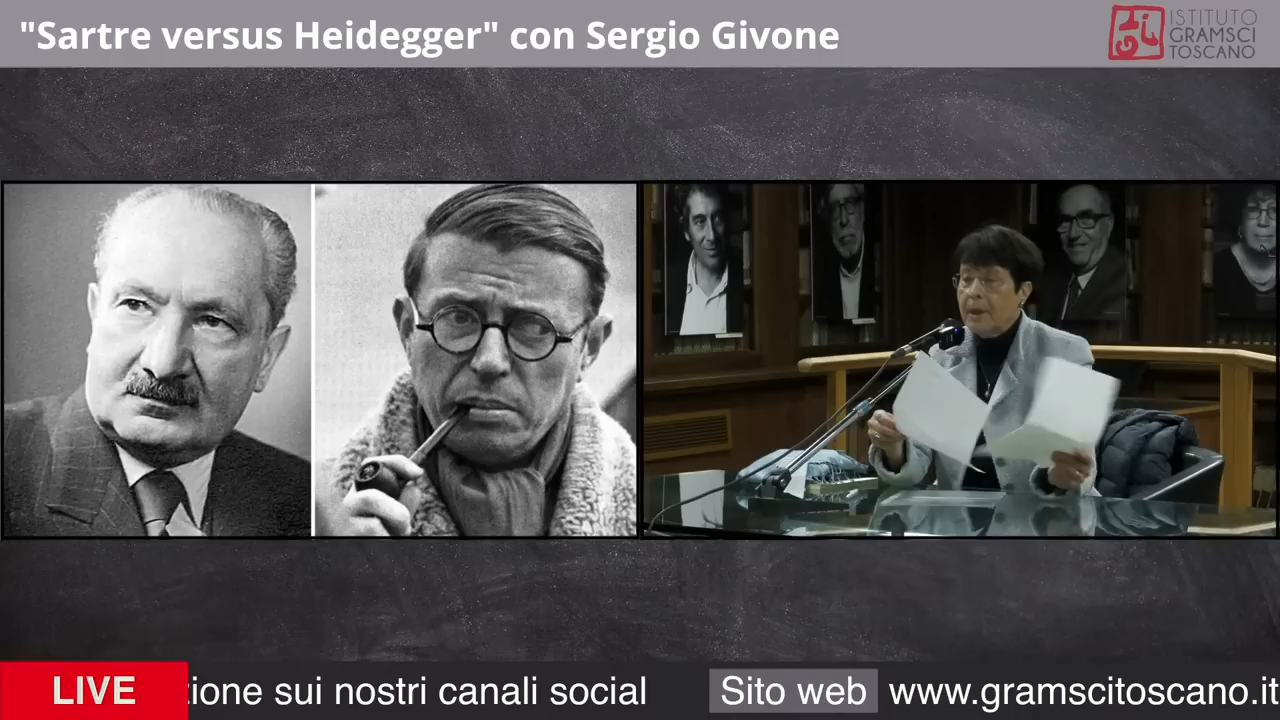 "Sartre versus Heidegger" con Sergio Givone
ISTITUTO
GRAMSCI
TOSCANO
LIVE
zione sui nostri canali social
Sito web
www.gramscitoscano.it